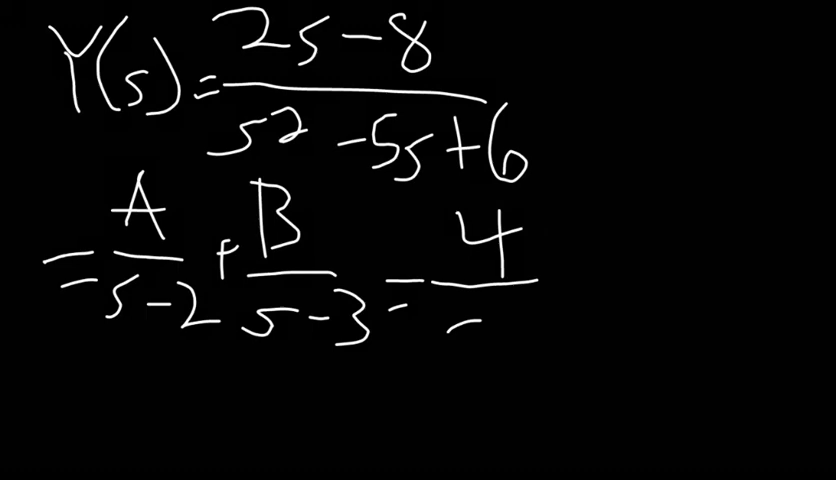 Y(s) = 2s - 8
s2 - 5s + 6
= A + B = 4
s - 2 s - 3